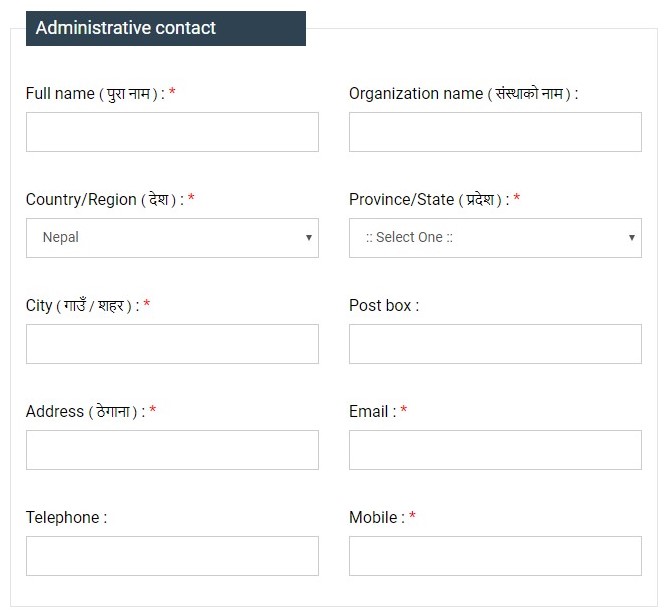 Administrative contact
Full name ( पुरा नाम ) : *
Organization name ( संस्थाको नाम ) :
Country/Region ( देश ) : *
Province/State ( प्रदेश ) : *
Nepal
:: Select One ::
City ( गाउँ / शहर ) : *
Post box :
Address ( ठेगाना ) : *
Email : *
Telephone :
Mobile : *